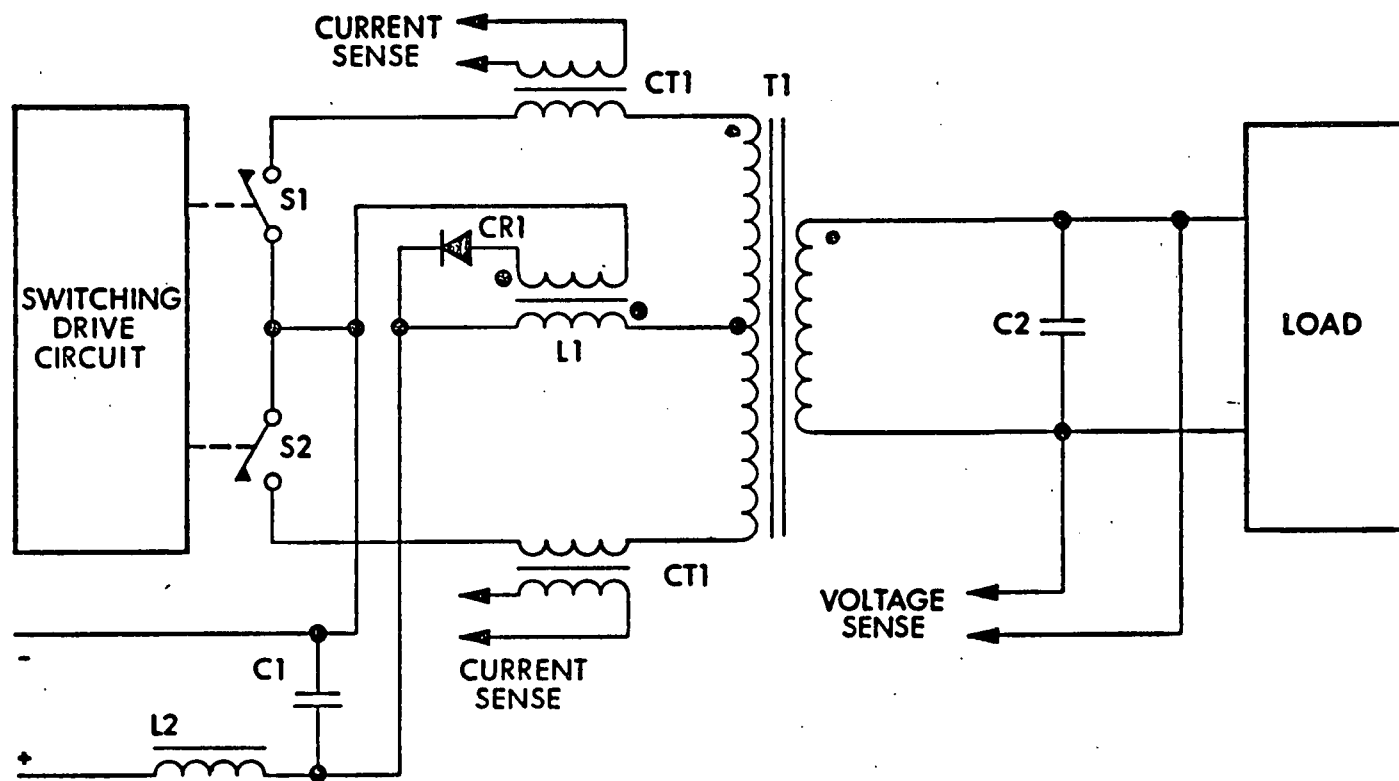 CURRENT
SENSE
CT1
T1
S1
CR1
SWITCHING
DRIVE
CIRCUIT
L1
C2
LOAD
S2
CT1
VOLTAGE
SENSE
-
C1
CURRENT
SENSE
L2
+